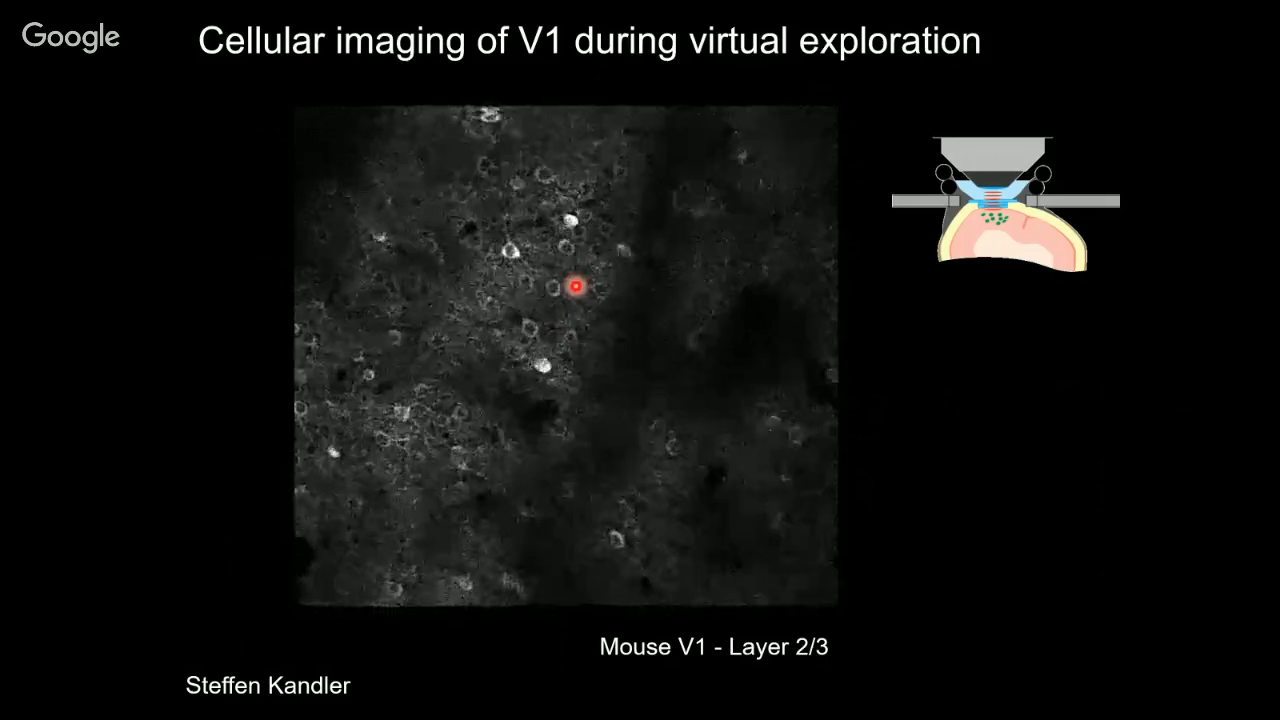 Google
Cellular imaging of V1 during virtual exploration
Mouse V1 - Layer 2/3
Steffen Kandler